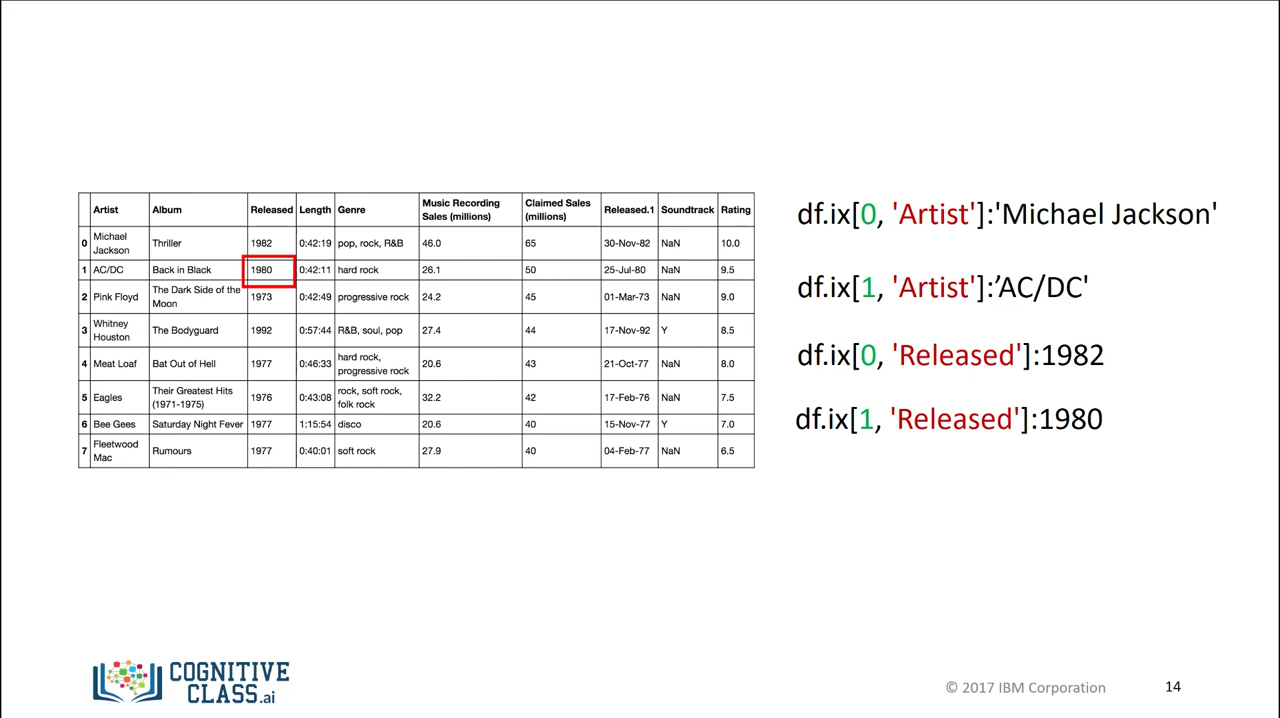 Artist Album Released Length Genre Music Recording Sales (millions) Claimed Sales (millions) Released.1 Soundtrack Rating
0 Michael Jackson Thriller 1982 0:42:19 pop, rock, R&B 46.0 65 30-Nov-82 NaN 10.0
1 AC/DC Back in Black 1980 0:42:11 hard rock 26.1 50 25-Jul-80 NaN 9.5
2 Pink Floyd The Dark Side of the Moon 1973 0:42:49 progressive rock 24.2 45 01-Mar-73 NaN 9.0
3 Whitney Houston The Bodyguard 1992 0:57:44 R&B, soul, pop 27.4 44 17-Nov-92 Y 8.5
4 Meat Loaf Bat Out of Hell 1977 0:46:33 hard rock, progressive rock 20.6 43 21-Oct-77 NaN 8.0
5 Eagles Their Greatest Hits (1971-1975) 1976 0:43:08 rock, soft rock, folk rock 32.2 42 17-Feb-76 NaN 7.5
6 Bee Gees Saturday Night Fever 1977 1:15:54 disco 20.6 40 15-Nov-77 Y 7.0
7 Fleetwood Mac Rumours 1977 0:40:01 soft rock 27.9 40 04-Feb-77 NaN 6.5
df.ix[0, 'Artist']:'Michael Jackson'
df.ix[1, 'Artist']:’AC/DC'
df.ix[0, 'Released']:1982
df.ix[1, 'Released']:1980
COGNITIVE
CLASS.ai
© 2017 IBM Corporation 14